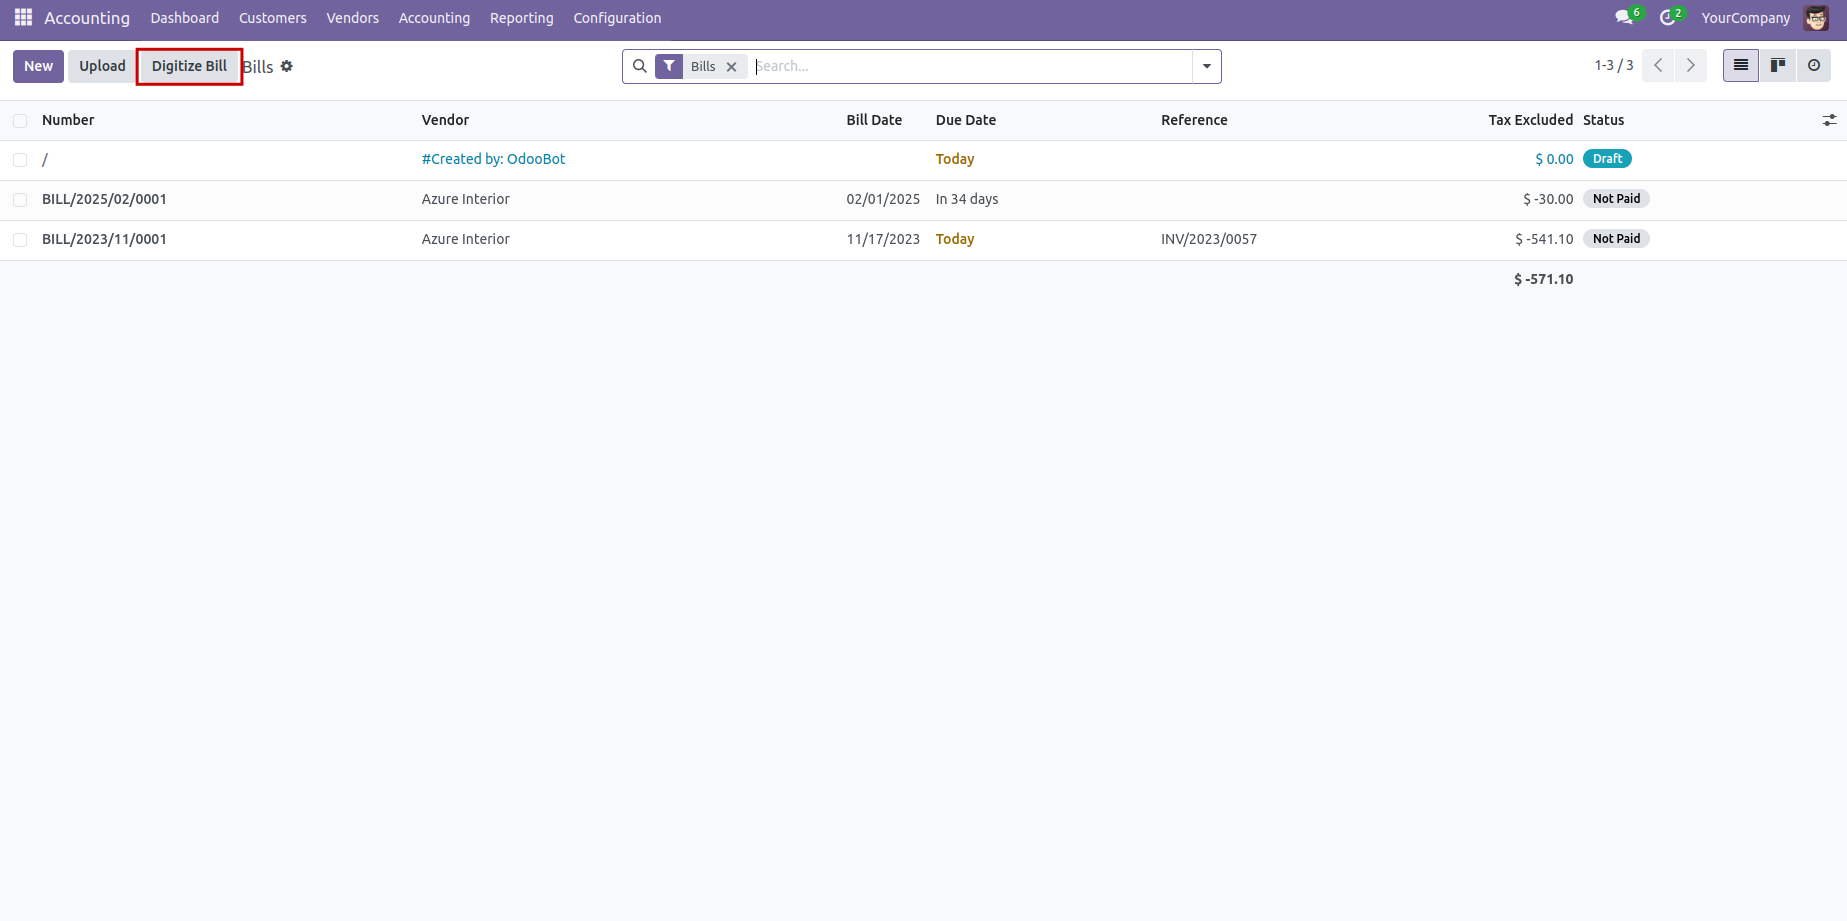 Accounting Dashboard Customers Vendors Accounting Reporting Configuration 6 2 YourCompany
New Upload Digitize Bill Bills Bills Search... 1-3 / 3
Number Vendor Bill Date Due Date Reference Tax Excluded Status
/ #Created by: OdooBot Today $ 0.00 Draft
BILL/2025/02/0001 Azure Interior 02/01/2025 In 34 days $ -30.00 Not Paid
BILL/2023/11/0001 Azure Interior 11/17/2023 Today INV/2023/0057 $ -541.10 Not Paid
$ -571.10